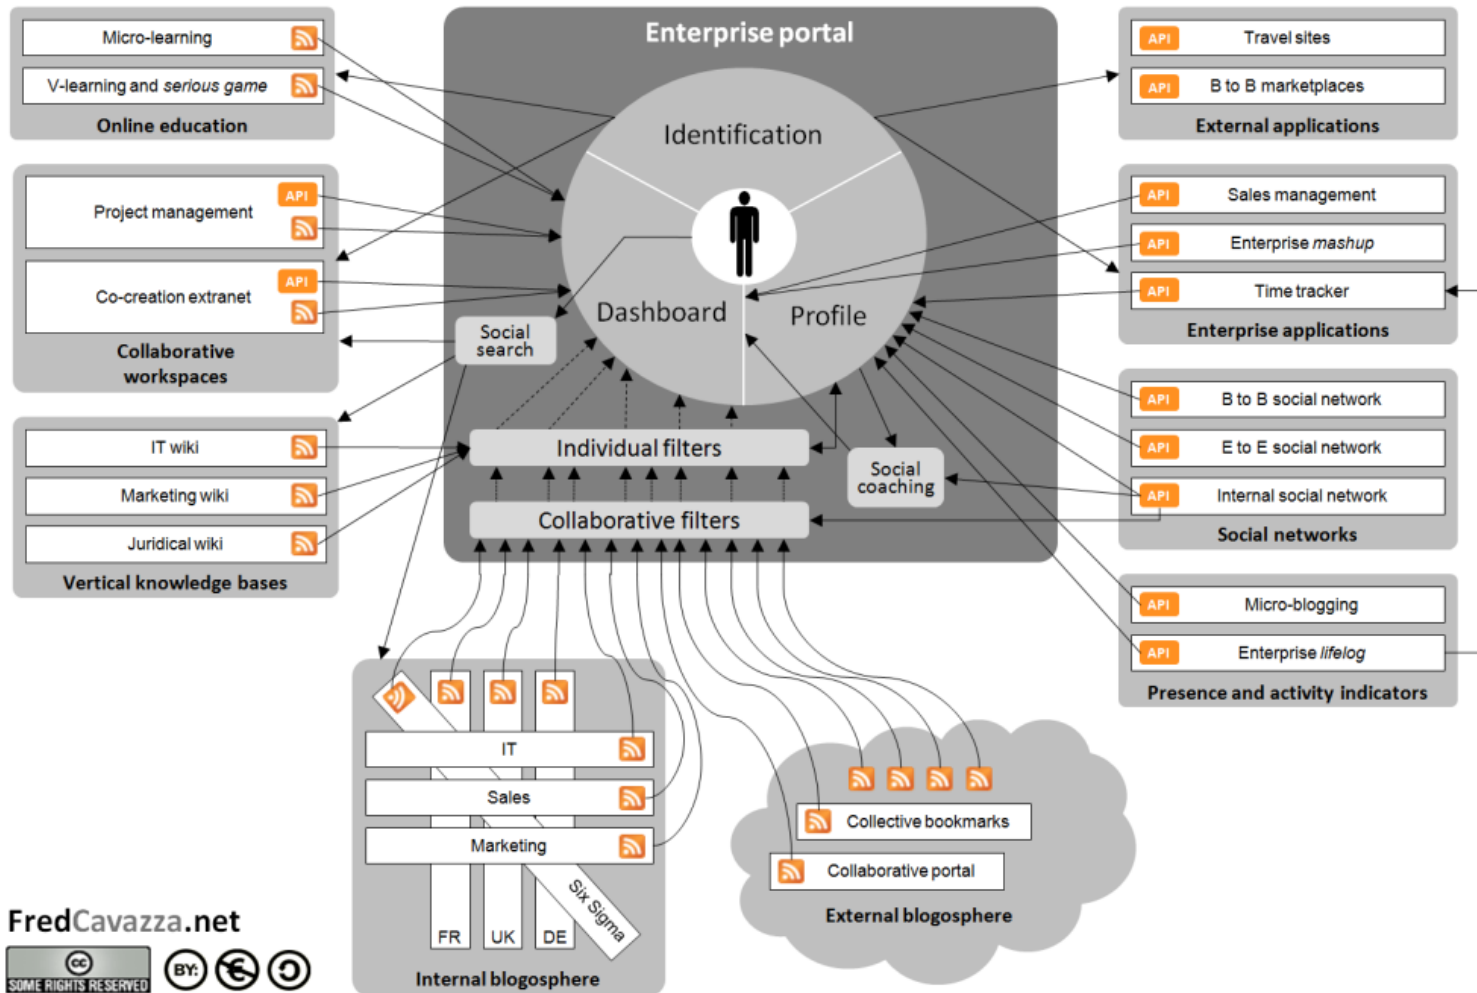 Enterprise portal
Identification
Dashboard
Profile
Social
search
Individual filters
Collaborative filters
Social
coaching
Micro-learning
V-learning and serious game
Online education
Project management
API
Co-creation extranet
API
Collaborative
workspaces
IT wiki
Marketing wiki
Juridical wiki
Vertical knowledge bases
API Travel sites
API B to B marketplaces
External applications
API Sales management
API Enterprise mashup
API Time tracker
Enterprise applications
API B to B social network
API E to E social network
API Internal social network
Social networks
API Micro-blogging
API Enterprise lifelog
Presence and activity indicators
IT
Sales
Marketing
Six Sigma
FR UK DE
Internal blogosphere
Collective bookmarks
Collaborative portal
External blogosphere
FredCavazza.net
cc
SOME RIGHTS RESERVED
BY: